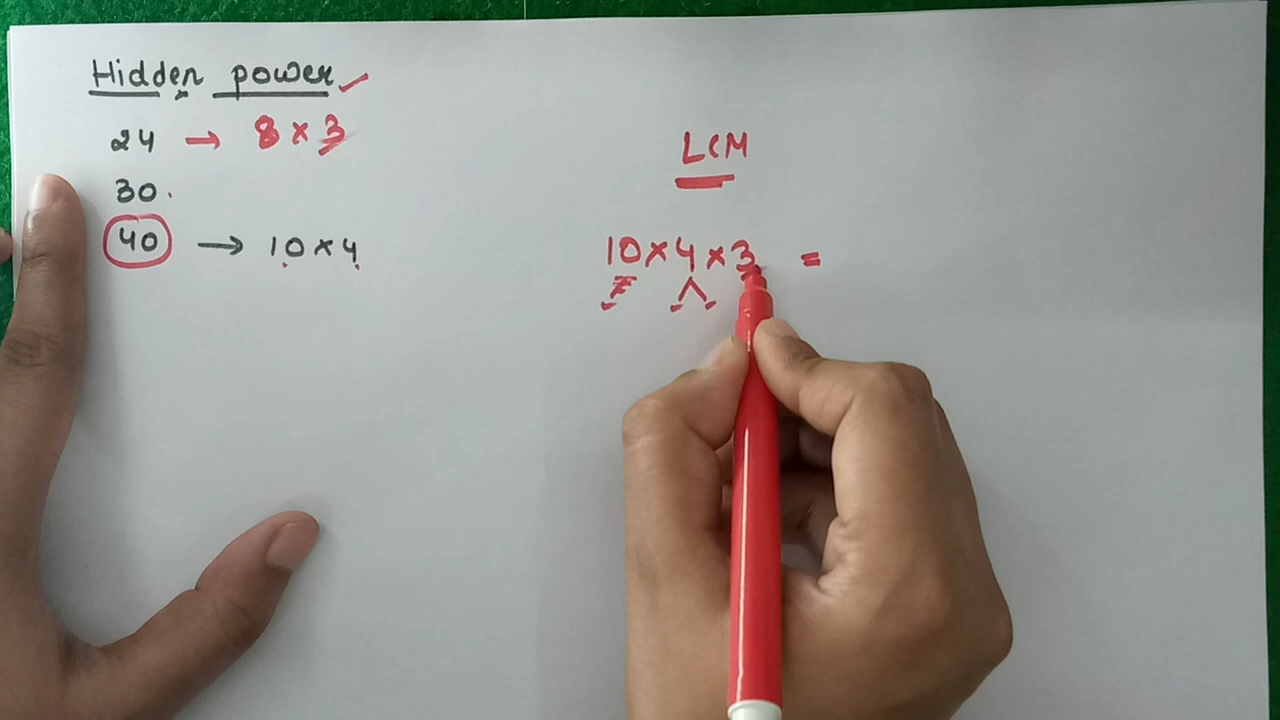 Hidden power
24 → 8 × 3
30
40 → 10 × 4
LCM
10 × 4 × 3 =